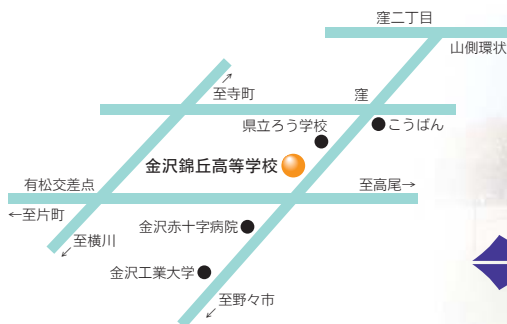 窪二丁目
山側環状
至寺町
窪
県立ろう学校
こうばん
金沢錦丘高等学校
有松交差点
至高尾→
←至片町
金沢赤十字病院
至横川
金沢工業大学
至野々市